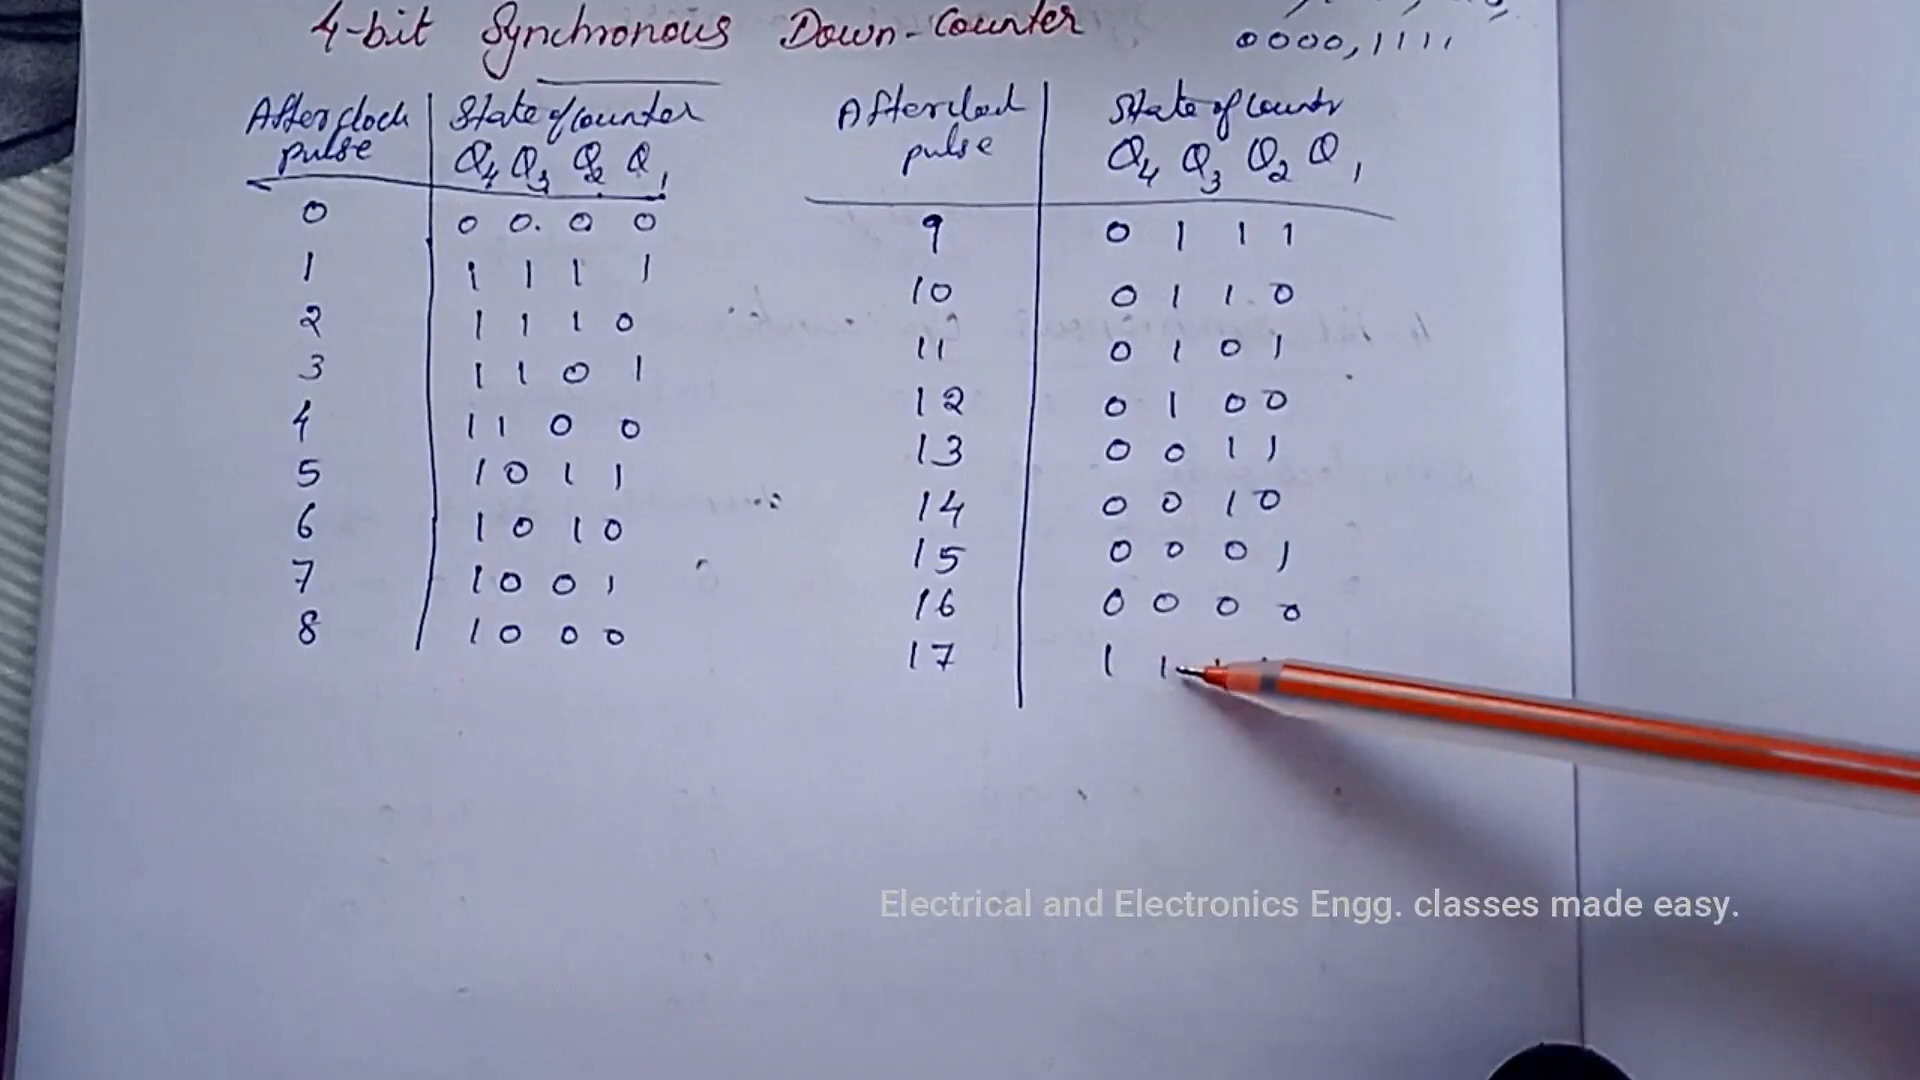 4-bit Synchronous Down-Counter
0000, 1111
After clock pulse | State of Counter
Q4 Q3 Q2 Q1
0 | 0 0 0 0
1 | 1 1 1 1
2 | 1 1 1 0
3 | 1 1 0 1
4 | 1 1 0 0
5 | 1 0 1 1
6 | 1 0 1 0
7 | 1 0 0 1
8 | 1 0 0 0
After clock pulse | State of Counter
Q4 Q3 Q2 Q1
9 | 0 1 1 1
10 | 0 1 1 0
11 | 0 1 0 1
12 | 0 1 0 0
13 | 0 0 1 1
14 | 0 0 1 0
15 | 0 0 0 1
16 | 0 0 0 0
17 | 1 1
Electrical and Electronics Engg. classes made easy.